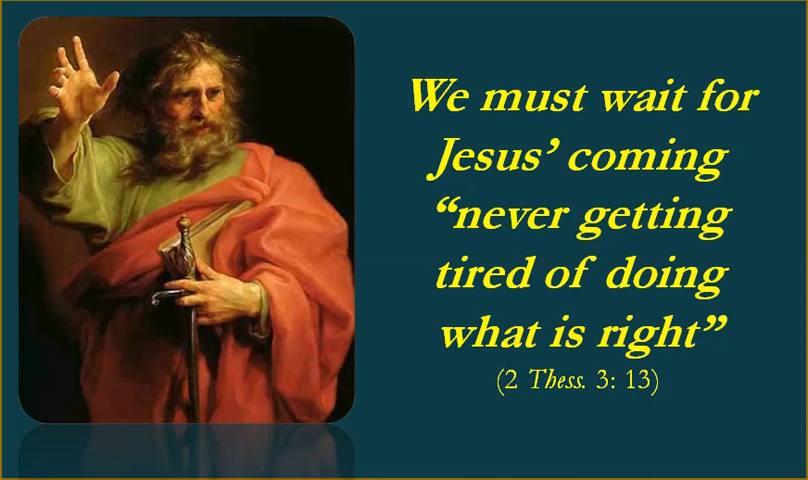 We must wait for
Jesus’ coming
“never getting
tired of doing
what is right”
(2 Thess. 3: 13)